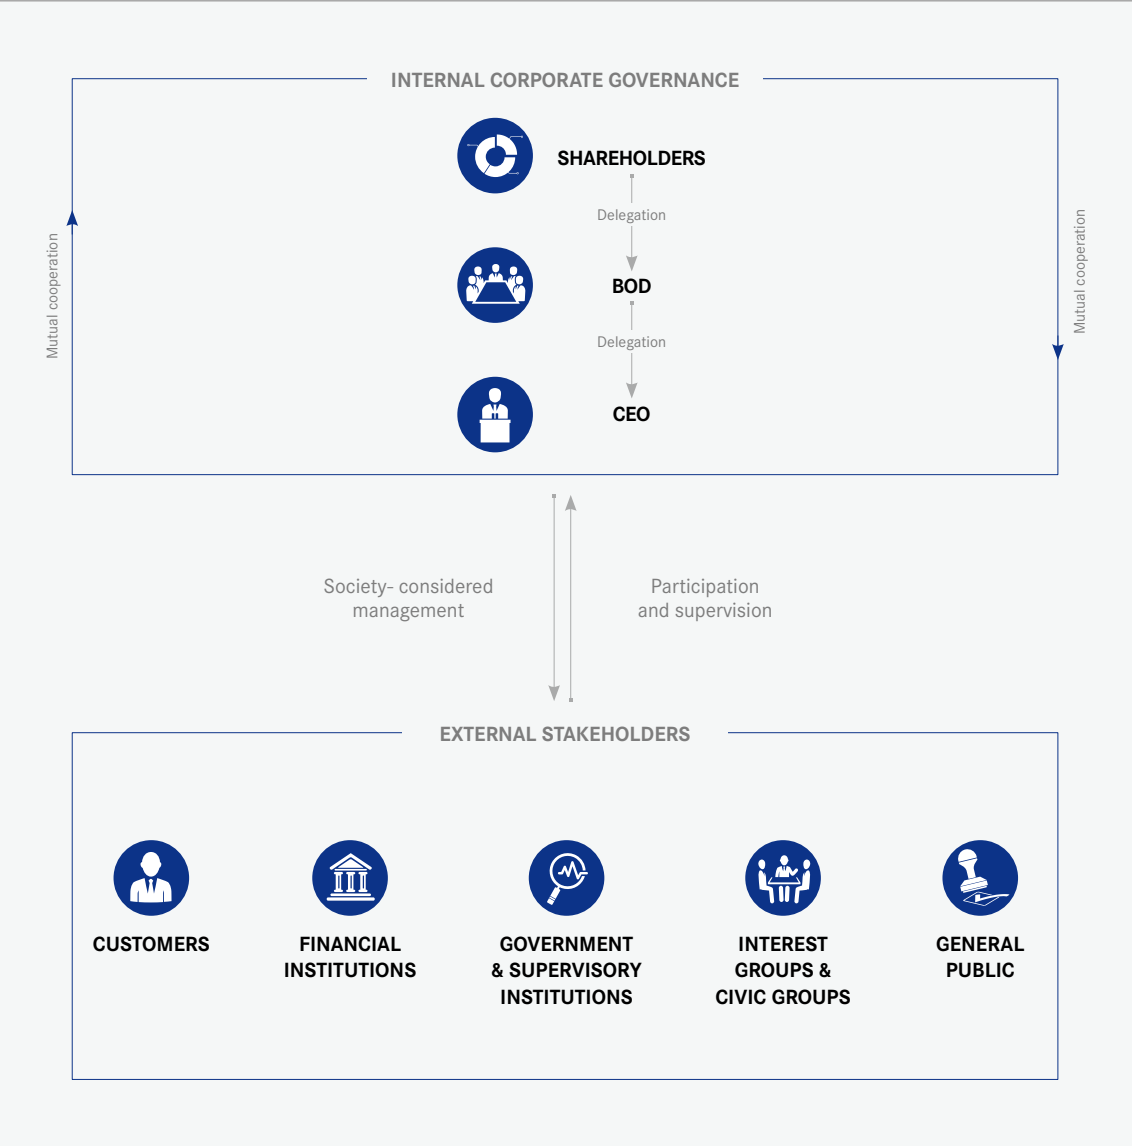 INTERNAL CORPORATE GOVERNANCE
SHAREHOLDERS
Delegation
BOD
Delegation
CEO
Mutual cooperation
Mutual cooperation
Society- considered
management
Participation
and supervision
EXTERNAL STAKEHOLDERS
CUSTOMERS
FINANCIAL
INSTITUTIONS
GOVERNMENT
& SUPERVISORY
INSTITUTIONS
INTEREST
GROUPS &
CIVIC GROUPS
GENERAL
PUBLIC